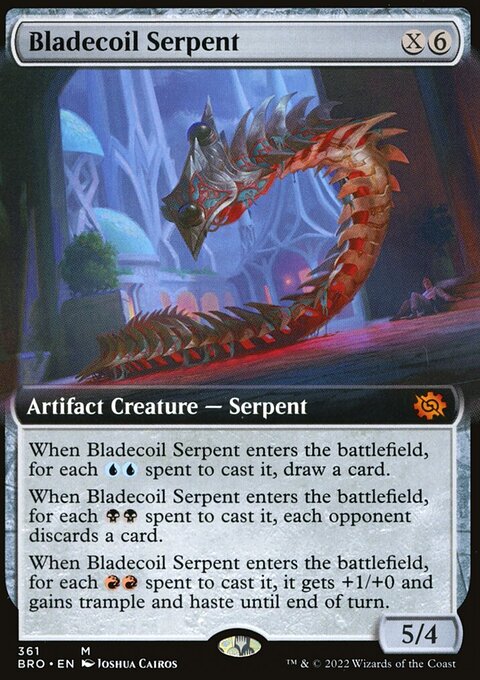 Bladecoil Serpent X6
Artifact Creature — Serpent
When Bladecoil Serpent enters the battlefield,
for each spent to cast it, draw a card.
When Bladecoil Serpent enters the battlefield,
for each spent to cast it, each opponent
discards a card.
When Bladecoil Serpent enters the battlefield,
for each spent to cast it, it gets +1/+0 and
gains trample and haste until end of turn.
5/4
361 M
BRO • EN Joshua Cairos
™ & © 2022 Wizards of the Coast